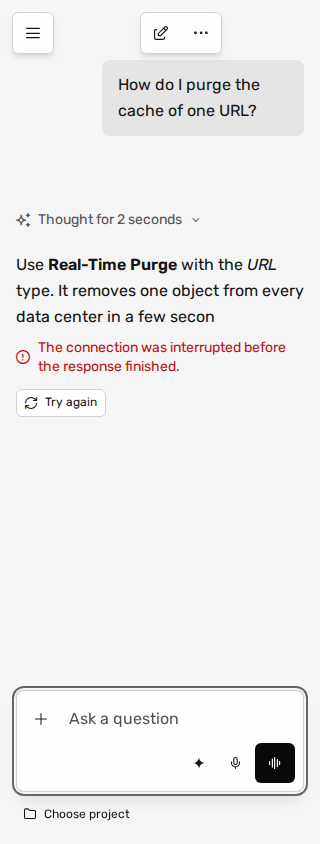 How do I purge the
cache of one URL?
Thought for 2 seconds
Use Real-Time Purge with the URL
type. It removes one object from every
data center in a few secon
The connection was interrupted before
the response finished.
Try again
Ask a question
Choose project